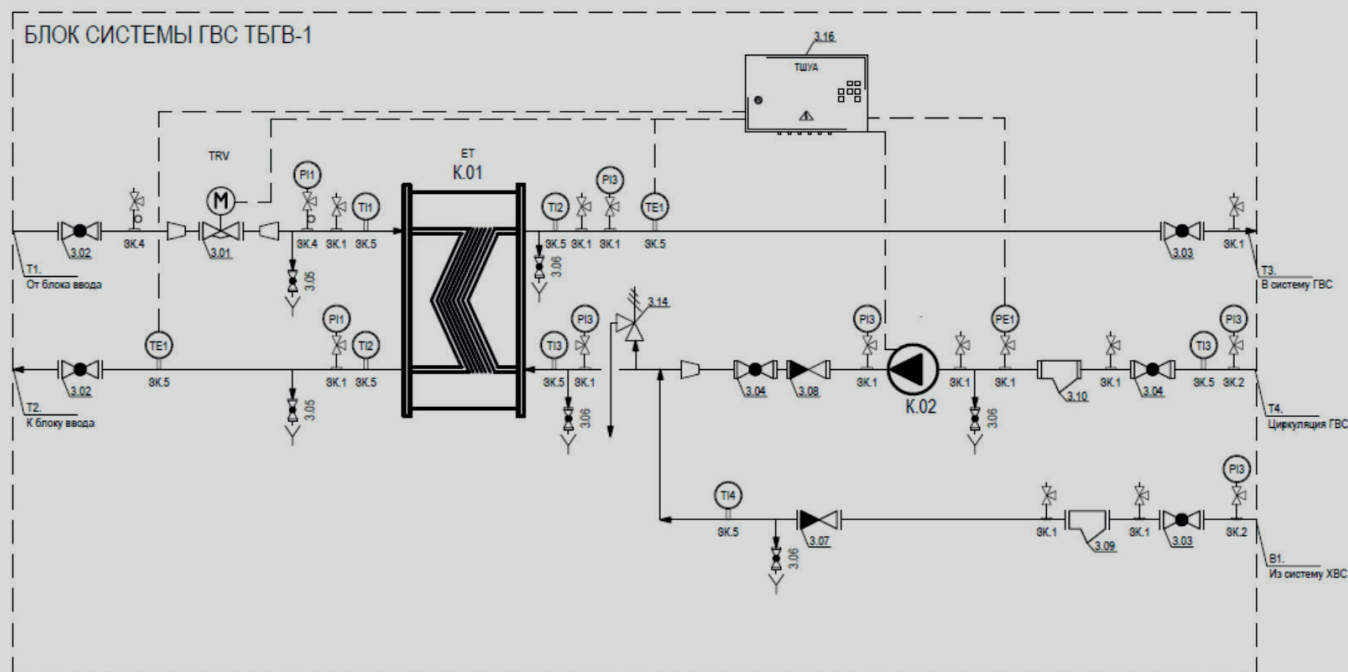 БЛОК СИСТЕМЫ ГВС ТБГВ-1
3.16
ТШУА
TRV
ET
К.01
M
PI1
TI1
TI2
PI3
TE1
3.02
ЗК.4
3.01
ЗК.4
ЗК.1
ЗК.5
ЗК.5
ЗК.1
ЗК.1
ЗК.5
3.03
ЗК.1
3.05
3.06
Т1.
От блока ввода
Т3.
В систему ГВС
3.14
TE1
PI1
TI2
TI3
PI3
PI3
PE1
TI3
PI3
3.02
ЗК.5
ЗК.1
ЗК.5
ЗК.5
ЗК.1
3.04
3.08
ЗК.1
К.02
ЗК.1
ЗК.1
3.10
ЗК.1
3.04
ЗК.5
ЗК.2
3.05
3.06
3.06
Т2.
К блоку ввода
Т4.
Циркуляция ГВС
TI4
PI3
ЗК.5
3.07
ЗК.1
3.09
ЗК.1
3.03
ЗК.2
3.06
В1.
Из систему ХВС